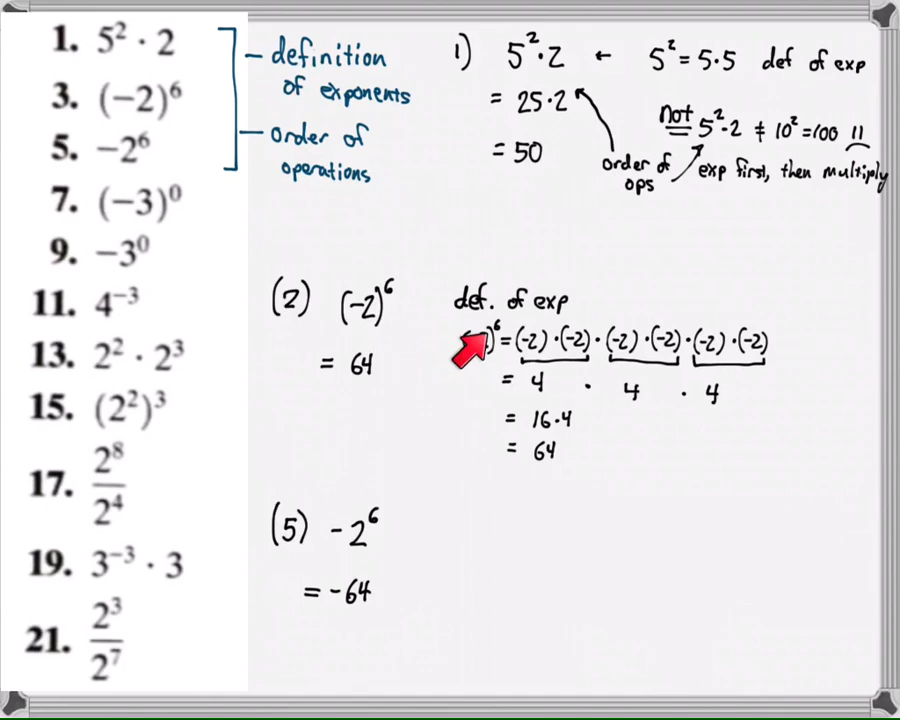 1. 5² · 2
3. (−2)⁶
5. −2⁶
7. (−3)⁰
9. −3⁰
11. 4⁻³
13. 2² · 2³
15. (2²)³
17. 2⁸/2⁴
19. 3⁻³ · 3
21. 2³/2⁷
– definition
of exponents
– order of
operations
1) 5²·2 ← 5² = 5·5 def of exp
= 25·2
Not 5²·2 ≠ 10² = 100 !!
= 50
order of
ops
exp first, then multiply
(2) (-2)⁶
= 64
def. of exp
)⁶ = (-2)·(-2)·(-2)·(-2)·(-2)·(-2)
= 4 · 4 · 4
= 16·4
= 64
(5) -2⁶
= -64